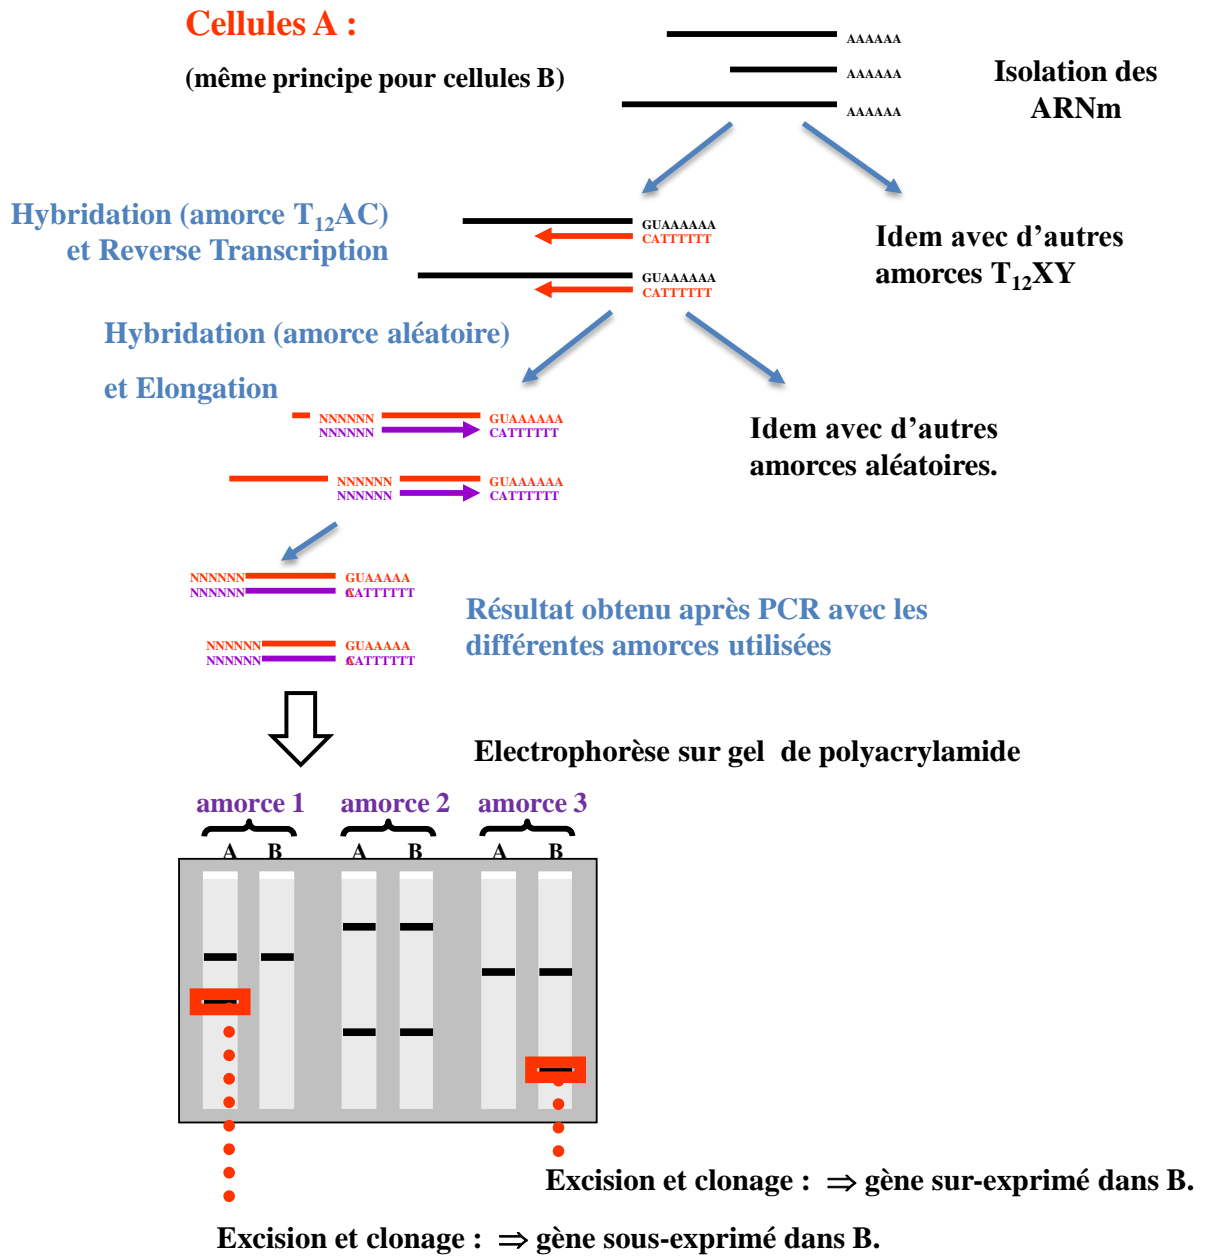 Cellules A :
(même principe pour cellules B)
AAAAAA
AAAAAA
AAAAAA
Isolation des
ARNm
Hybridation (amorce T12AC)
et Reverse Transcription
GUAAAAAA
CATTTTTT
GUAAAAAA
CATTTTTT
Idem avec d'autres
amorces T12XY
Hybridation (amorce aléatoire)
et Elongation
NNNNNN GUAAAAAA
NNNNNN CATTTTTT
NNNNNN GUAAAAAA
NNNNNN CATTTTTT
Idem avec d'autres
amorces aléatoires.
NNNNNN GUAAAAA
A
NNNNNN CATTTTTT
NNNNNN GUAAAAA
A
NNNNNN CATTTTTT
Résultat obtenu après PCR avec les
différentes amorces utilisées
Electrophorèse sur gel de polyacrylamide
amorce 1 amorce 2 amorce 3
A B A B A B
Excision et clonage : ⇒ gène sur-exprimé dans B.
Excision et clonage : ⇒ gène sous-exprimé dans B.